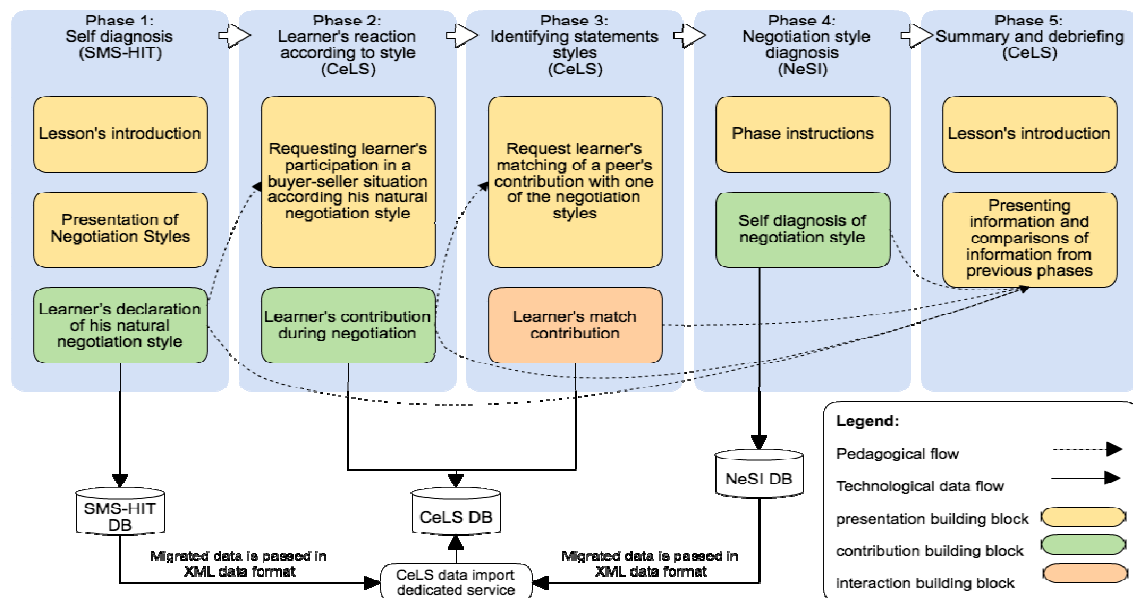 Phase 1:
Self diagnosis
(SMS-HIT)
Phase 2:
Learner's reaction
according to style
(CeLS)
Phase 3:
Identifying statements
styles
(CeLS)
Phase 4:
Negotiation style
diagnosis
(NeSI)
Phase 5:
Summary and debriefing
(CeLS)
Lesson's introduction
Presentation of
Negotiation Styles
Learner's declaration
of his natural
negotiation style
Requesting learner's
participation in a
buyer-seller situation
according his natural
negotiation style
Learner's contribution
during negotiation
Request learner's
matching of a peer's
contribution with one
of the negotiation
styles
Learner's match
contribution
Phase instructions
Self diagnosis of
negotiation style
Lesson's introduction
Presenting
information and
comparisons of
information from
previous phases
SMS-HIT
DB
CeLS DB
NeSI DB
Migrated data is passed in
XML data format
CeLS data import
dedicated service
Migrated data is passed in
XML data format
Legend:
Pedagogical flow
Technological data flow
presentation building block
contribution building block
interaction building block